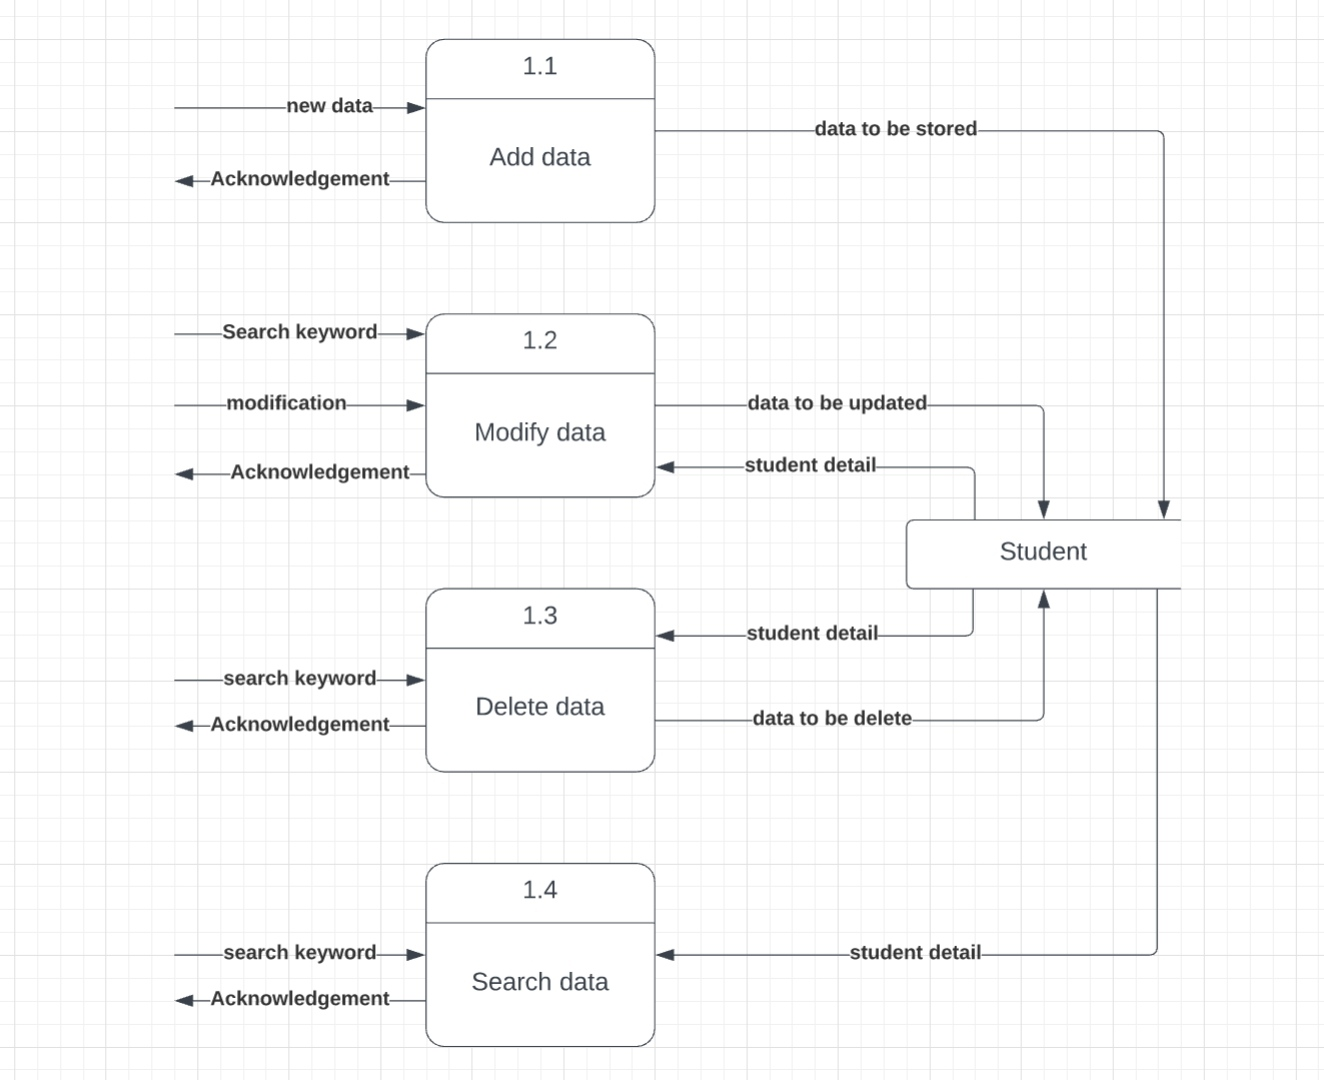 1.1
new data
Add data
data to be stored
Acknowledgement
1.2
Search keyword
modification
Modify data
data to be updated
student detail
Acknowledgement
Student
1.3
student detail
search keyword
Delete data
data to be delete
Acknowledgement
1.4
search keyword
Search data
student detail
Acknowledgement